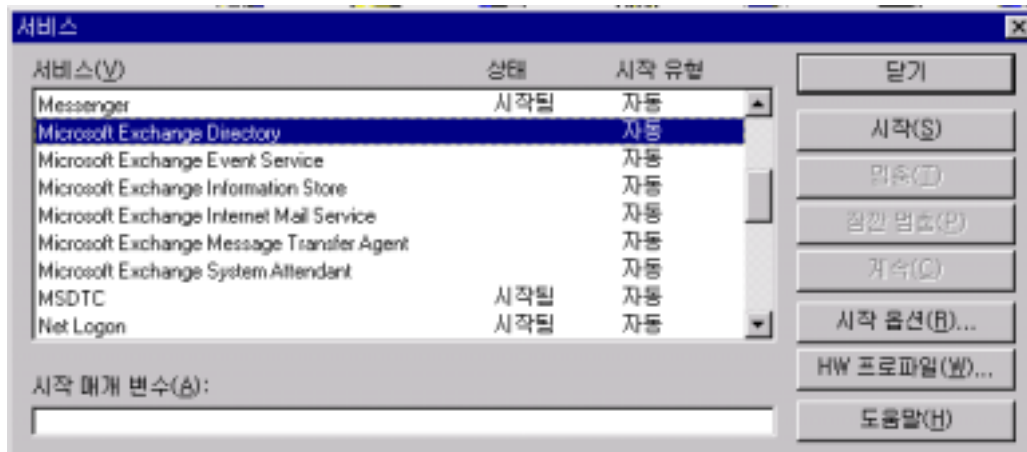 서비스
서비스(V) 상태 시작 유형
Messenger 시작됨 자동
Microsoft Exchange Directory 자동
Microsoft Exchange Event Service 자동
Microsoft Exchange Information Store 자동
Microsoft Exchange Internet Mail Service 자동
Microsoft Exchange Message Transfer Agent 자동
Microsoft Exchange System Attendant 자동
MSDTC 시작됨 자동
Net Logon 시작됨 자동
시작 매개 변수(A):
닫기
시작(S)
멈춤(T)
잠깐 멈춤(P)
계속(C)
시작 옵션(R)...
HW 프로파일(W)...
도움말(H)